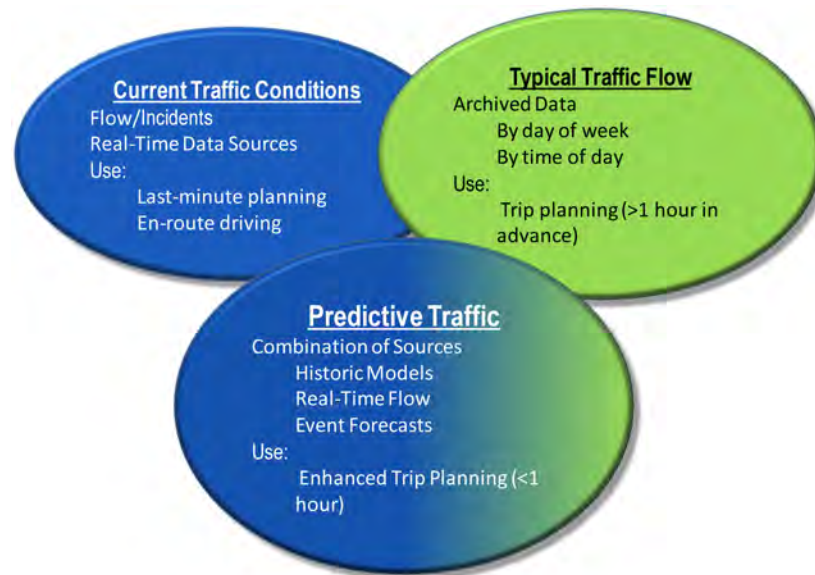 Current Traffic Conditions
Flow/Incidents
Real-Time Data Sources
Use:
Last-minute planning
En-route driving
Typical Traffic Flow
Archived Data
By day of week
By time of day
Use:
Trip planning (>1 hour in
advance)
Predictive Traffic
Combination of Sources
Historic Models
Real-Time Flow
Event Forecasts
Use:
Enhanced Trip Planning (<1
hour)